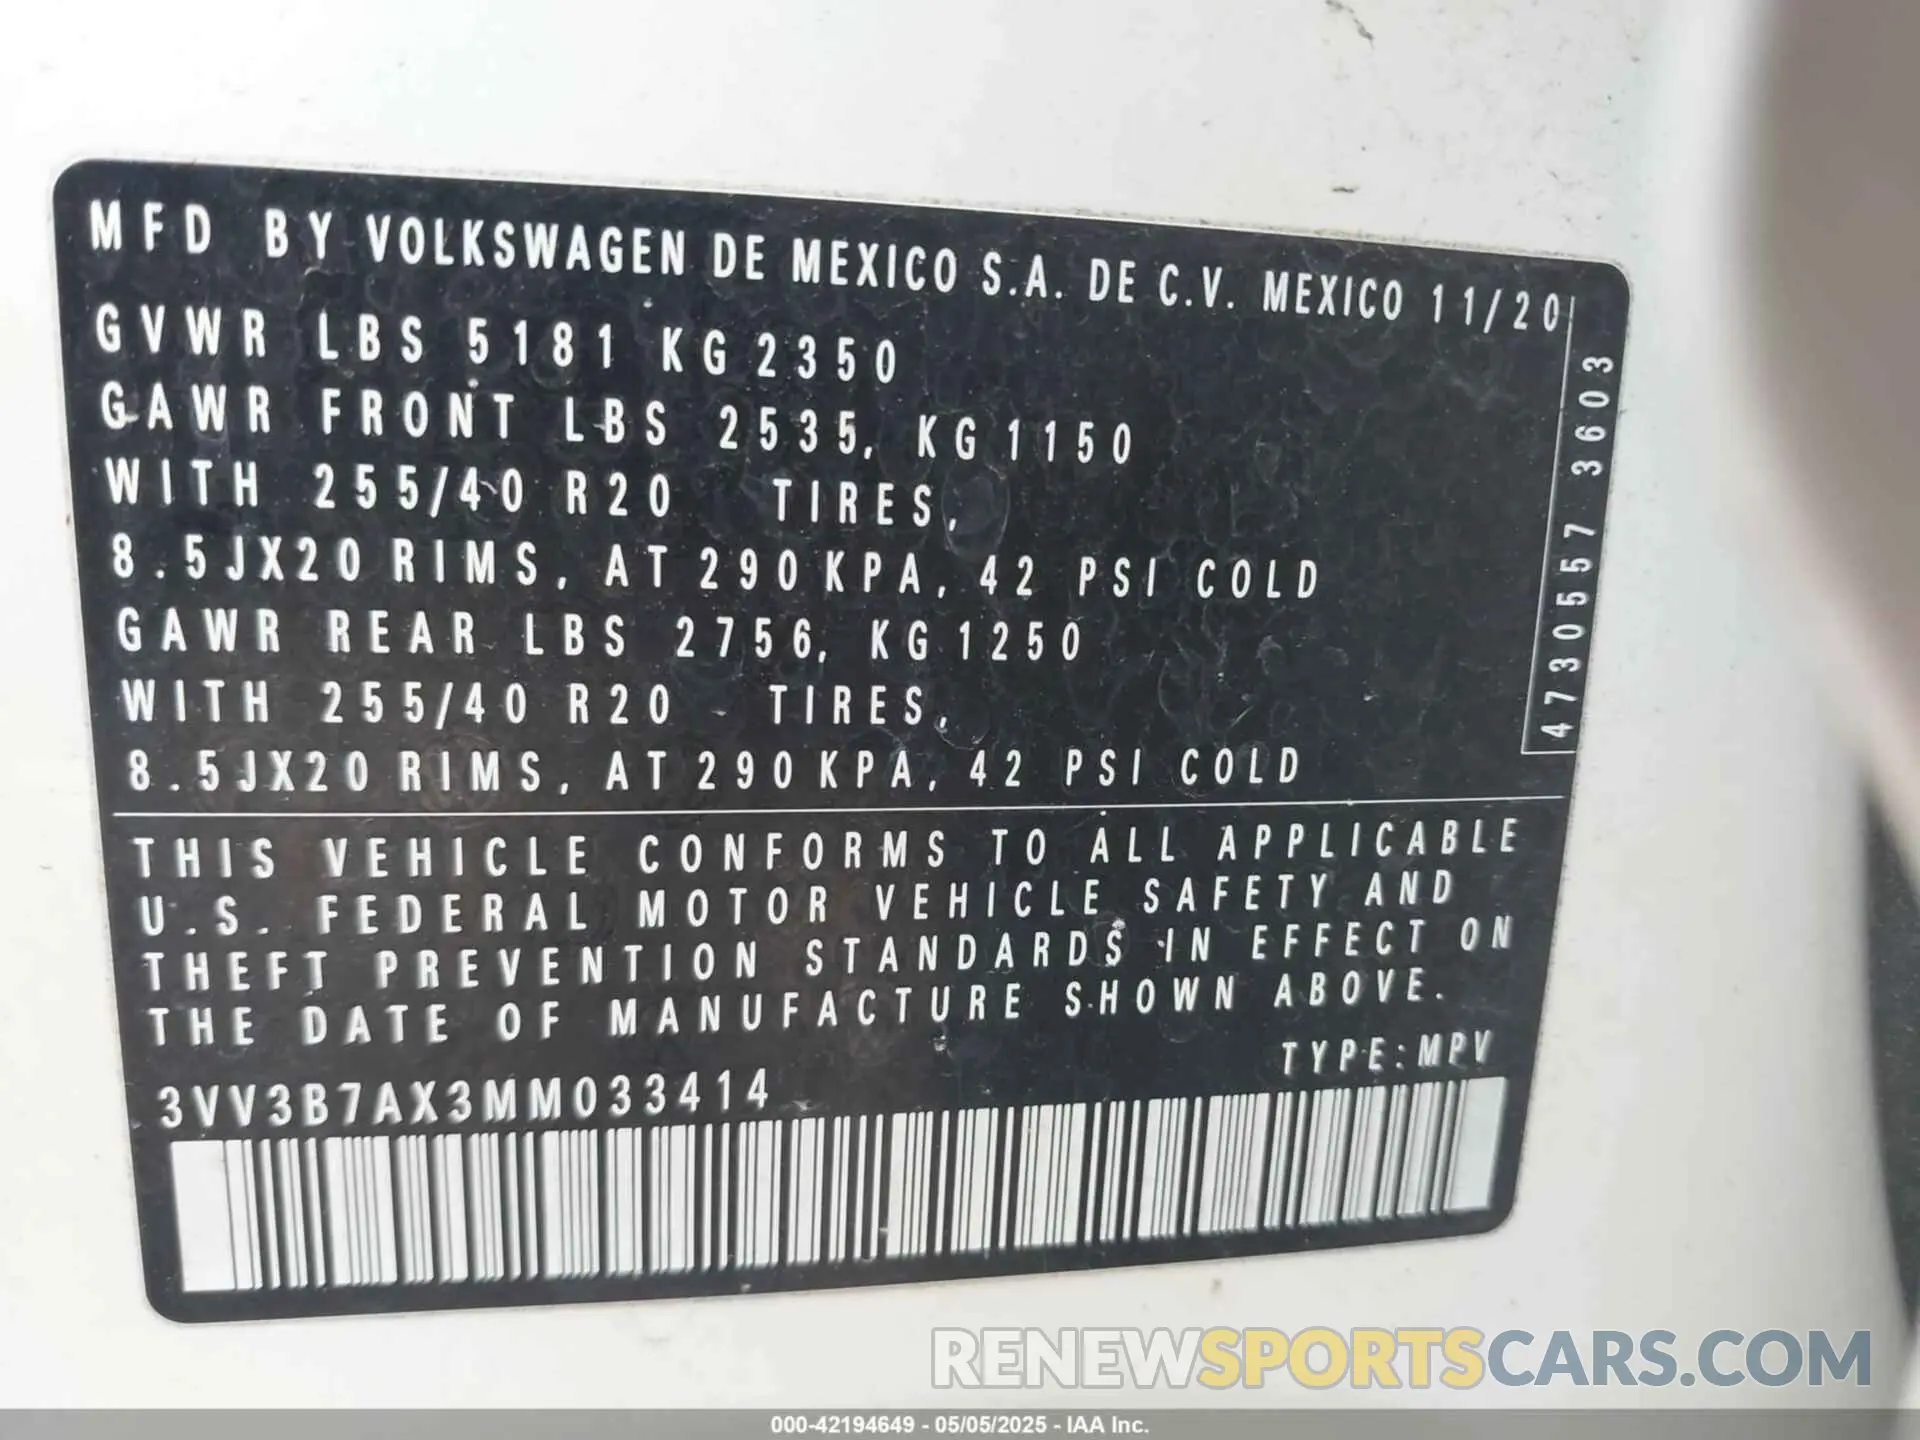 MFD BY VOLKSWAGEN DE MEXICO S.A. DE C.V. MEXICO 11/20
GVWR LBS 5181 KG 2350
GAWR FRONT LBS 2535, KG 1150
WITH 255/40 R20 TIRES,
8.5JX20 RIMS, AT 290 KPA, 42 PSI COLD
GAWR REAR LBS 2756, KG 1250
WITH 255/40 R20 TIRES,
8.5JX20 RIMS, AT 290 KPA, 42 PSI COLD
4730557 3603
THIS VEHICLE CONFORMS TO ALL APPLICABLE
U.S. FEDERAL MOTOR VEHICLE SAFETY AND
THEFT PREVENTION STANDARDS IN EFFECT ON
THE DATE OF MANUFACTURE SHOWN ABOVE.
TYPE: MPV
3VV3B7AX3MM033414
RENEWSPORTSCARS.COM
000-42194649 - 05/05/2025 - IAA Inc.